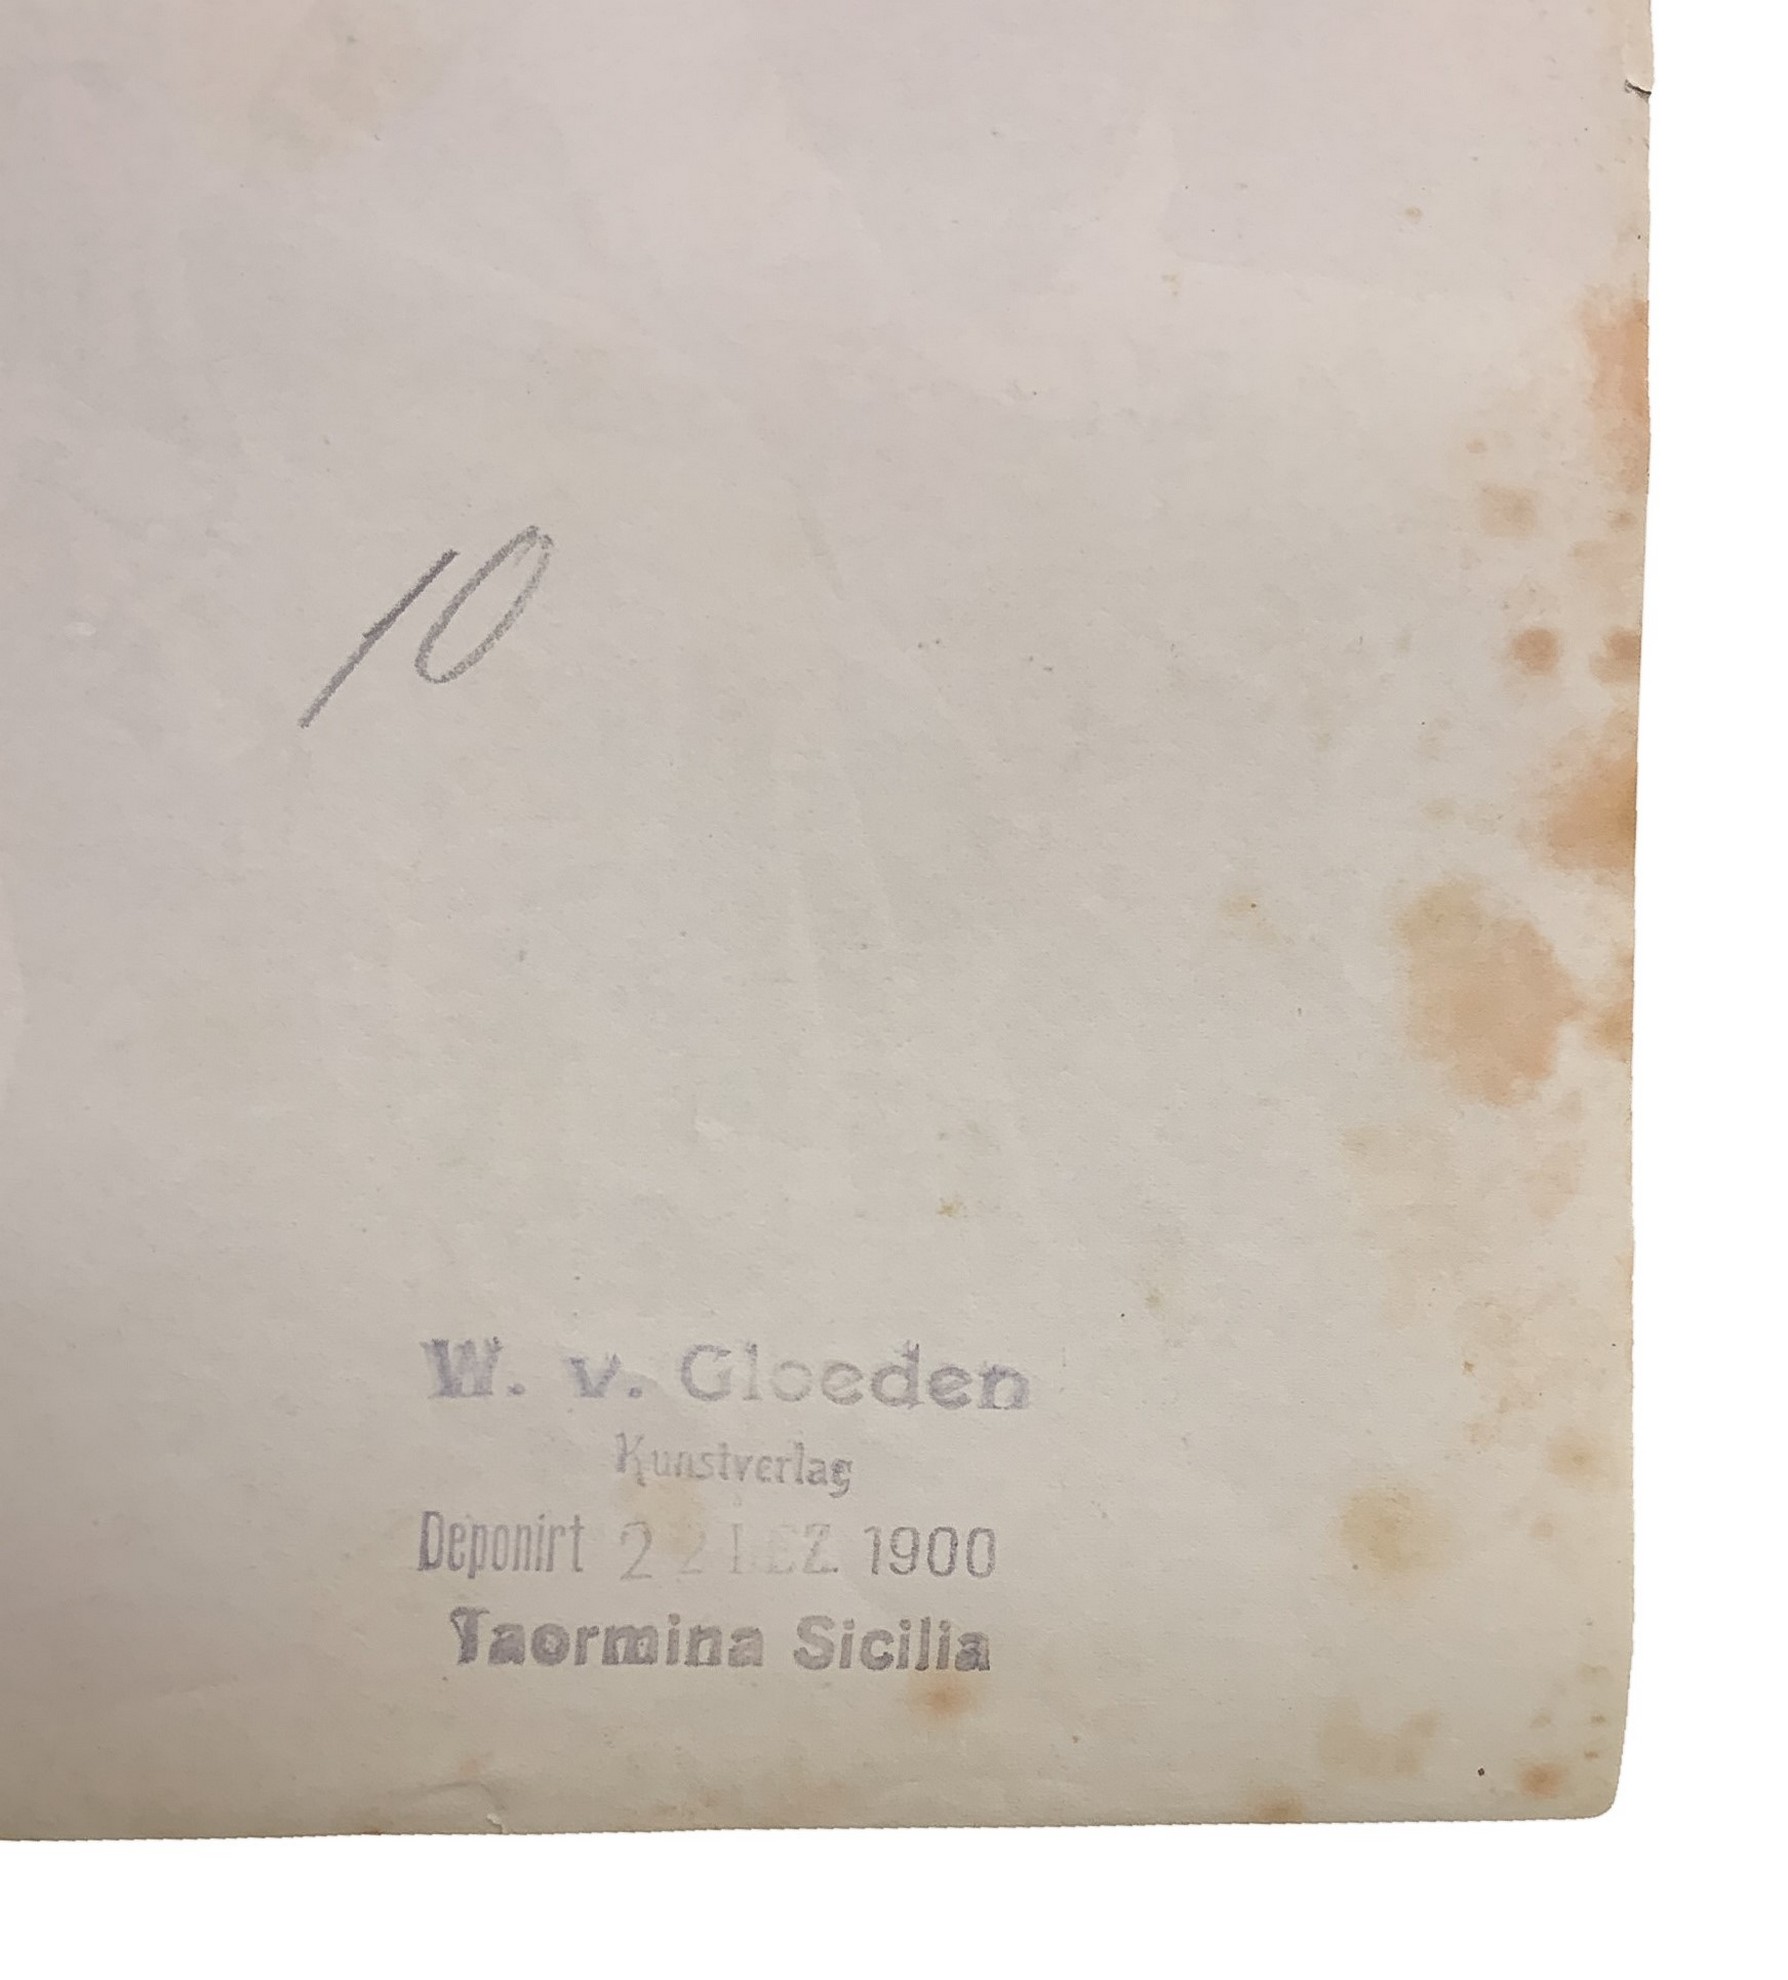 10
W. v. Gloeden
Kunstverlag
Deponirt 22 DEZ. 1900
Taormina Sicilia